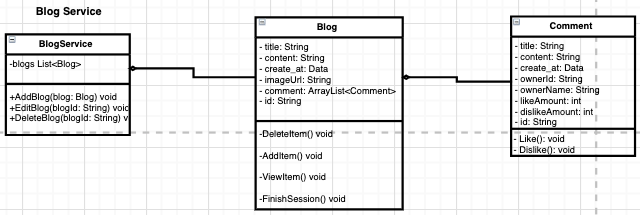 Blog Service
BlogService
-blogs List<Blog>
+AddBlog(blog: Blog) void
+EditBlog(blogId: String) void
+DeleteBlog(blogId: String) v
Blog
- title: String
- content: String
- create_at: Data
- imageUrl: String
- comment: ArrayList<Comment>
- id: String
-DeleteItem() void
-AddItem() void
-ViewItem() void
-FinishSession() void
Comment
- title: String
- content: String
- create_at: Data
- ownerId: String
- ownerName: String
- likeAmount: int
- dislikeAmount: int
- id: String
- Like(): void
- Dislike(): void